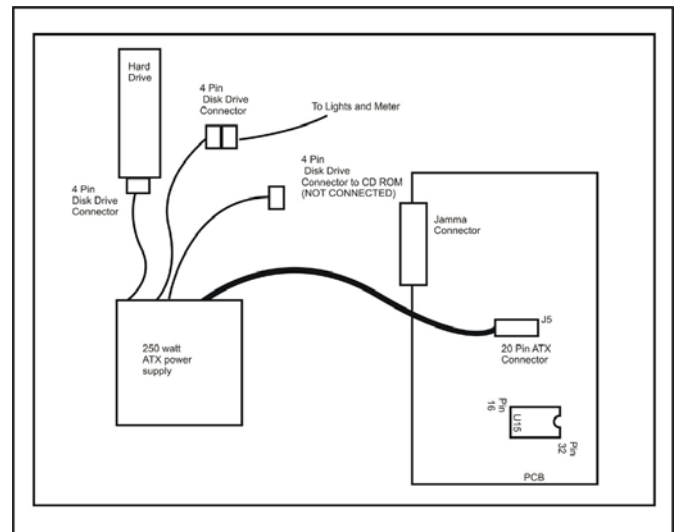 Hard
Drive
4 Pin
Disk Drive
Connector
To Lights and Meter
4 Pin
Disk Drive
Connector to CD ROM
(NOT CONNECTED)
4 Pin
Disk Drive
Connector
Jamma
Connector
250 watt
ATX power
supply
J5
20 Pin ATX
Connector
Pin
16
U15
Pin
32
PCB